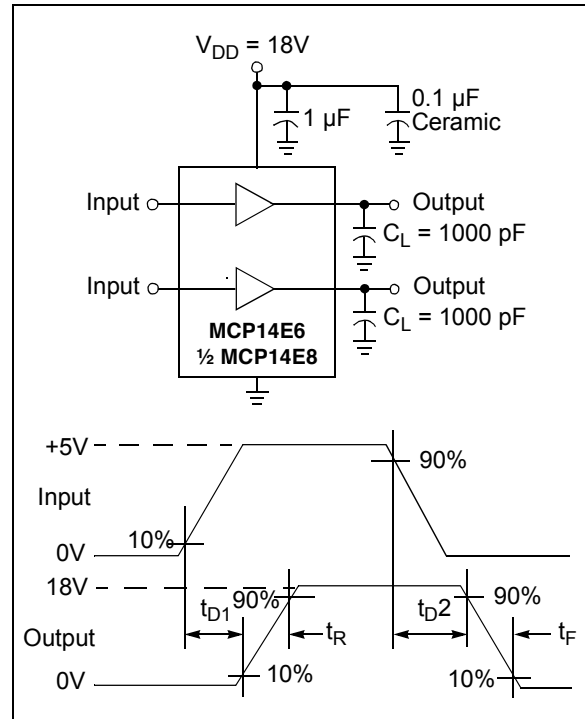 V_DD = 18V
1 µF
0.1 µF
Ceramic
Input
Output
C_L = 1000 pF
Input
Output
C_L = 1000 pF
MCP14E6
½ MCP14E8
+5V
Input
90%
10%
0V
18V
t_D1
90%
t_R
t_D2
90%
t_F
Output
0V
10%
10%